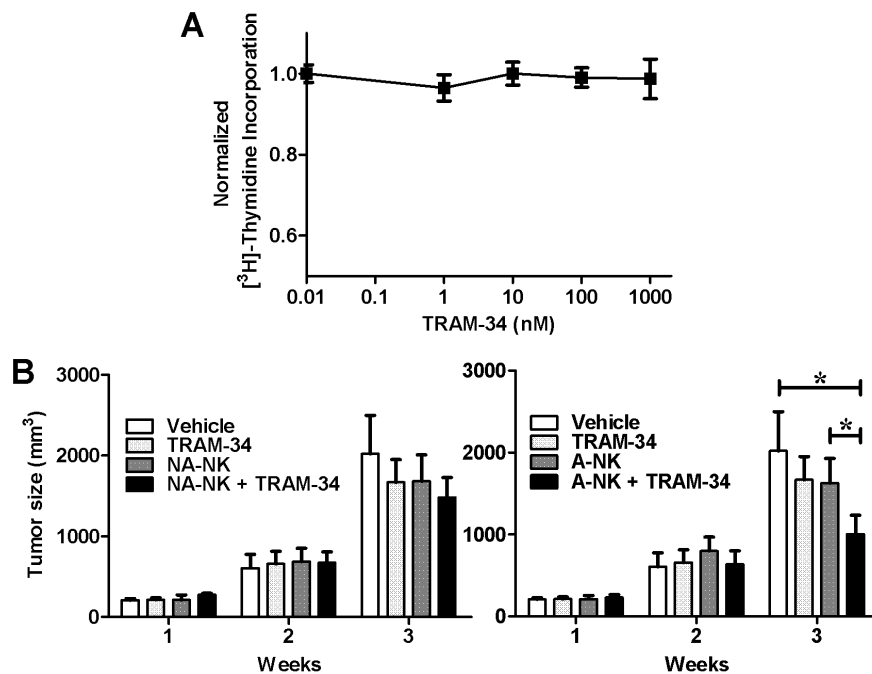 A
Normalized
[³H]-Thymidine Incorporation
1.0
0.8
0.6
0.01 0.1 1 10 100 1000
TRAM-34 (nM)
B
Tumor size (mm³)
3000
2000
1000
0
Vehicle
TRAM-34
NA-NK
NA-NK + TRAM-34
1 2 3
Weeks
3000
2000
1000
0
Vehicle
TRAM-34
A-NK
A-NK + TRAM-34
*
*
1 2 3
Weeks